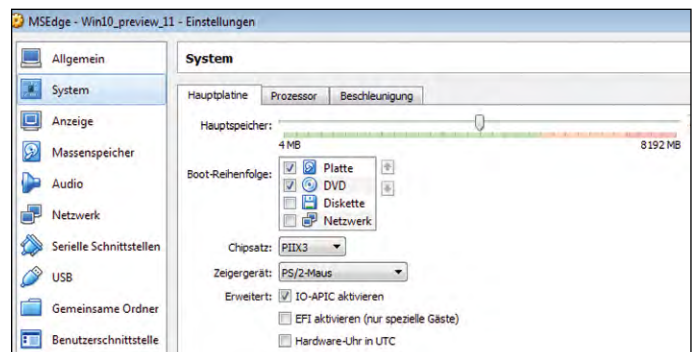 MSEdge - Win10_preview_11 - Einstellungen
Allgemein
System
Anzeige
Massenspeicher
Audio
Netzwerk
Serielle Schnittstellen
USB
Gemeinsame Ordner
Benutzerschnittstelle
System
Hauptplatine Prozessor Beschleunigung
Hauptspeicher:
4 MB 8192 MB
Boot-Reihenfolge:
Platte
DVD
Diskette
Netzwerk
Chipsatz: PIIX3
Zeigergerät: PS/2-Maus
Erweitert: IO-APIC aktivieren
EFI aktivieren (nur spezielle Gäste)
Hardware-Uhr in UTC